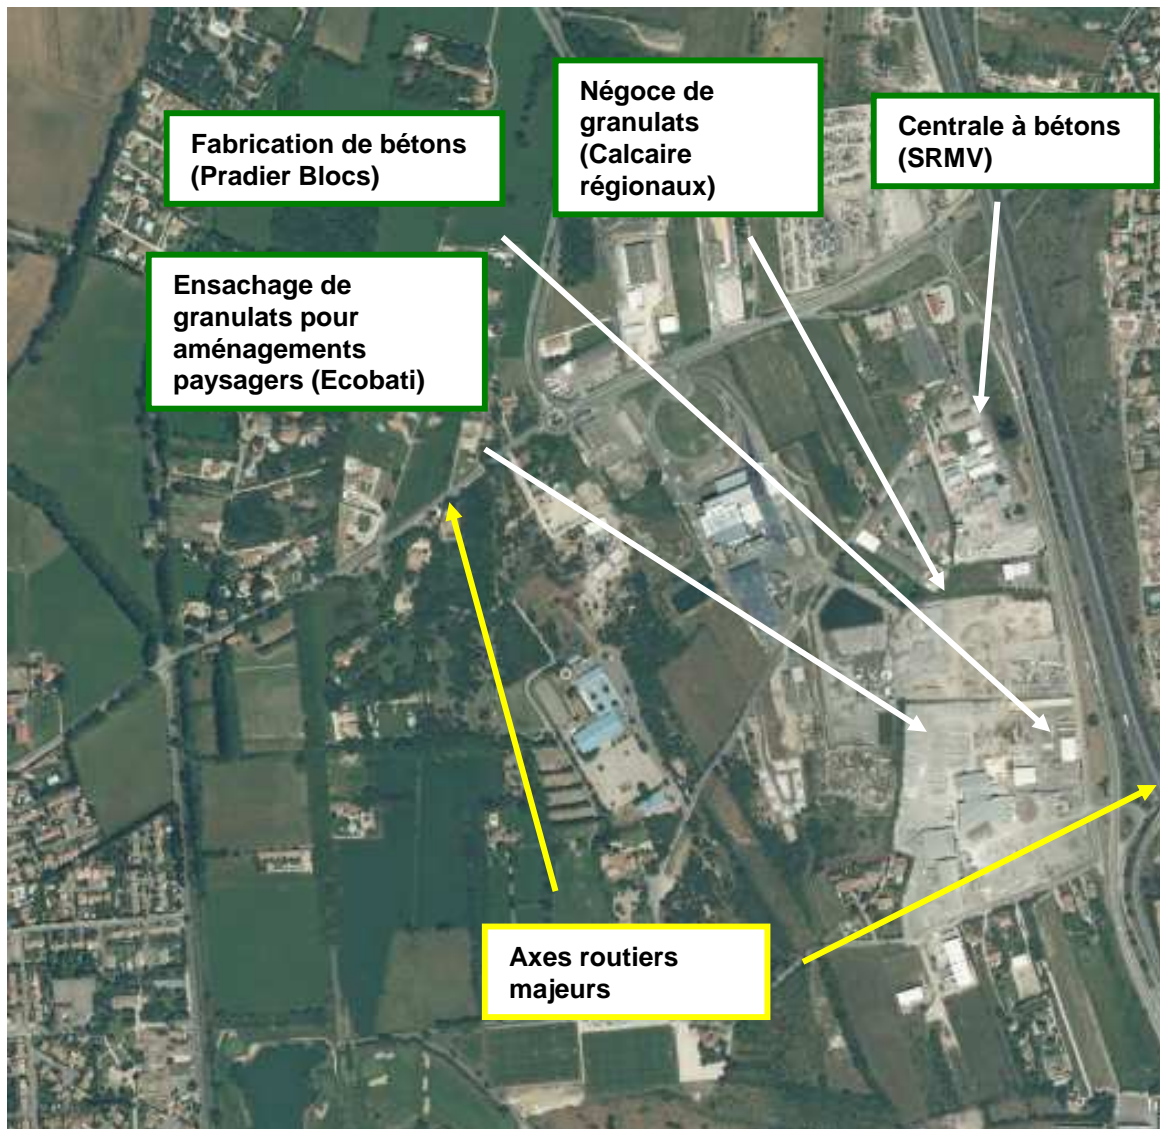 Fabrication de bétons
(Pradier Blocs)
Négoce de
granulats
(Calcaire
régionaux)
Centrale à bétons
(SRMV)
Ensachage de
granulats pour
aménagements
paysagers (Ecobati)
Axes routiers
majeurs